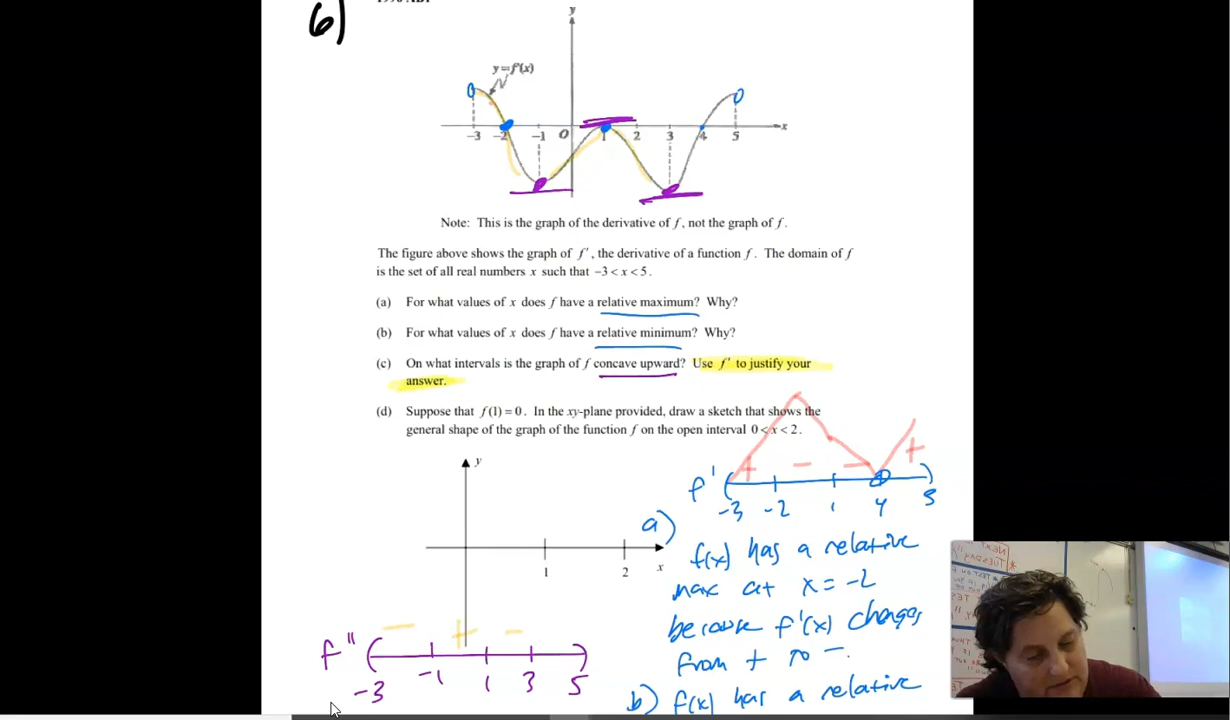 6)
y
y=f'(x)
-3 -2 -1 0 1 2 3 4 5 x
Note: This is the graph of the derivative of f, not the graph of f.
The figure above shows the graph of f', the derivative of a function f. The domain of f
is the set of all real numbers x such that -3 < x < 5.
(a) For what values of x does f have a relative maximum? Why?
(b) For what values of x does f have a relative minimum? Why?
(c) On what intervals is the graph of f concave upward? Use f' to justify your
answer.
(d) Suppose that f(1) = 0. In the xy-plane provided, draw a sketch that shows the
general shape of the graph of the function f on the open interval 0 < x < 2.
y
1 2 x
+ - - +
f'
-3 -2 1 4 5
a)
f(x) has a relative
max at x = -2
because f'(x) changes
from + to -.
b) f(x) has a relative
- + -
f"
-3 -1 1 3 5